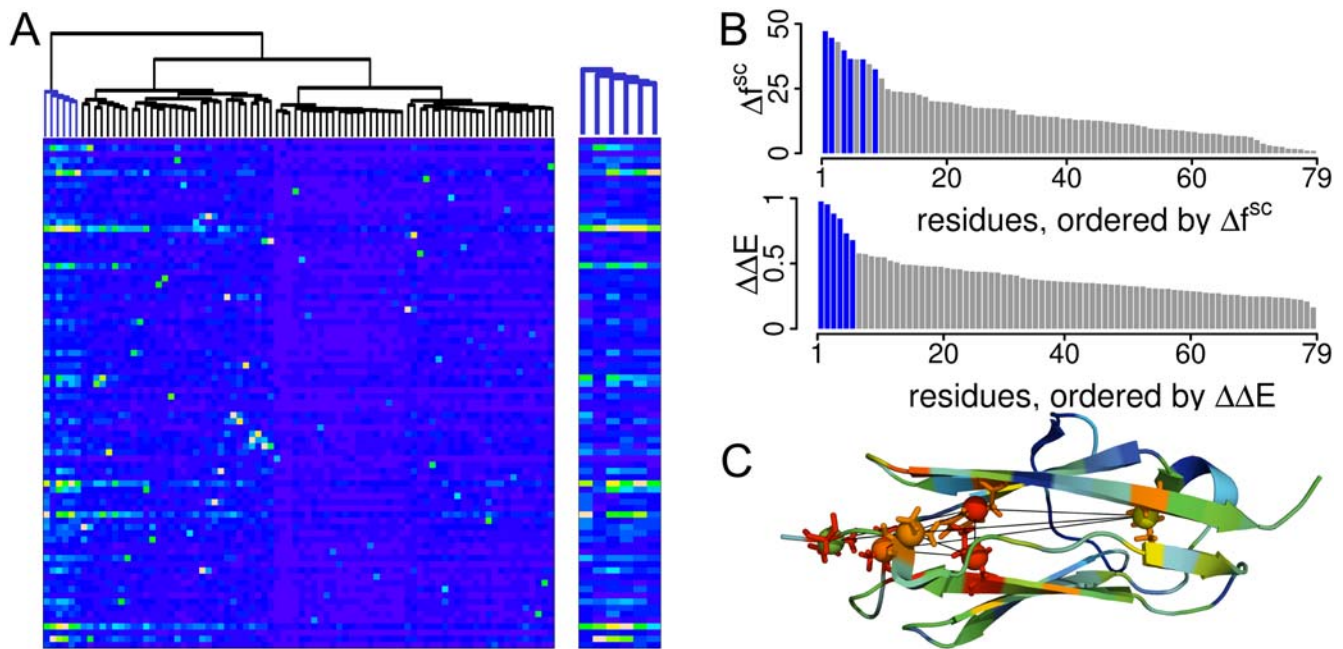 A
B
Δf^sc
50
25
0
1
20
40
60
79
residues, ordered by Δf^sc
ΔΔE
1
0.5
0
1
20
40
60
79
residues, ordered by ΔΔE
C